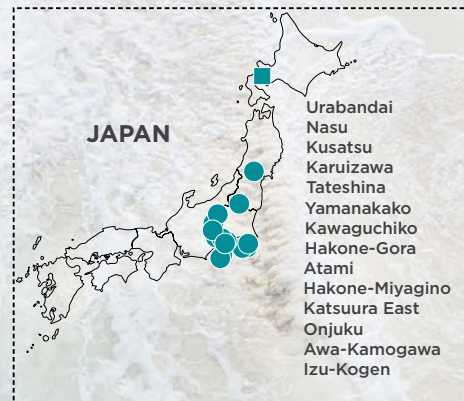 JAPAN
Urabandai
Nasu
Kusatsu
Karuizawa
Tateshina
Yamanakako
Kawaguchiko
Hakone-Gora
Atami
Hakone-Miyagino
Katsuura East
Onjuku
Awa-Kamogawa
Izu-Kogen